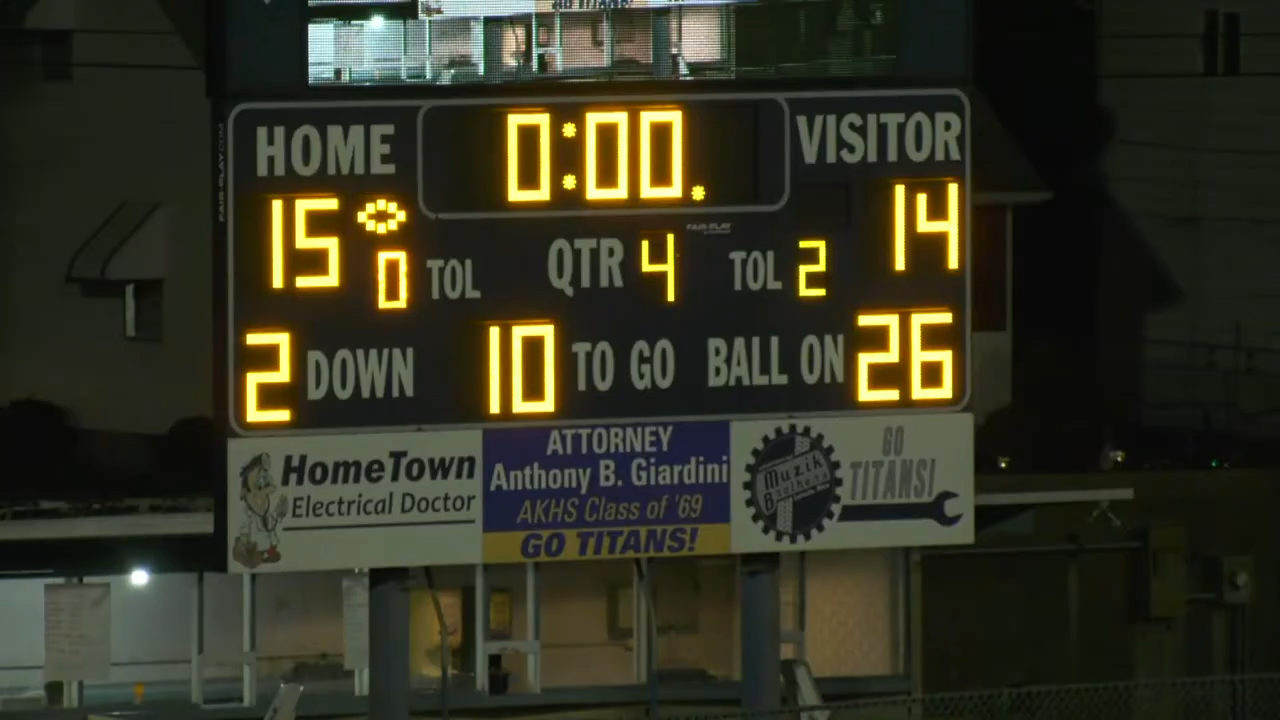 GO TITANS!
HOME
0:00.
VISITOR
15
0 TOL
QTR 4
TOL 2
14
2 DOWN
10 TO GO
BALL ON 26
FAIR-PLAY
HomeTown
Electrical Doctor
ATTORNEY
Anthony B. Giardini
AKHS Class of '69
GO TITANS!
Muzik
Brothers
GO
TITANS!